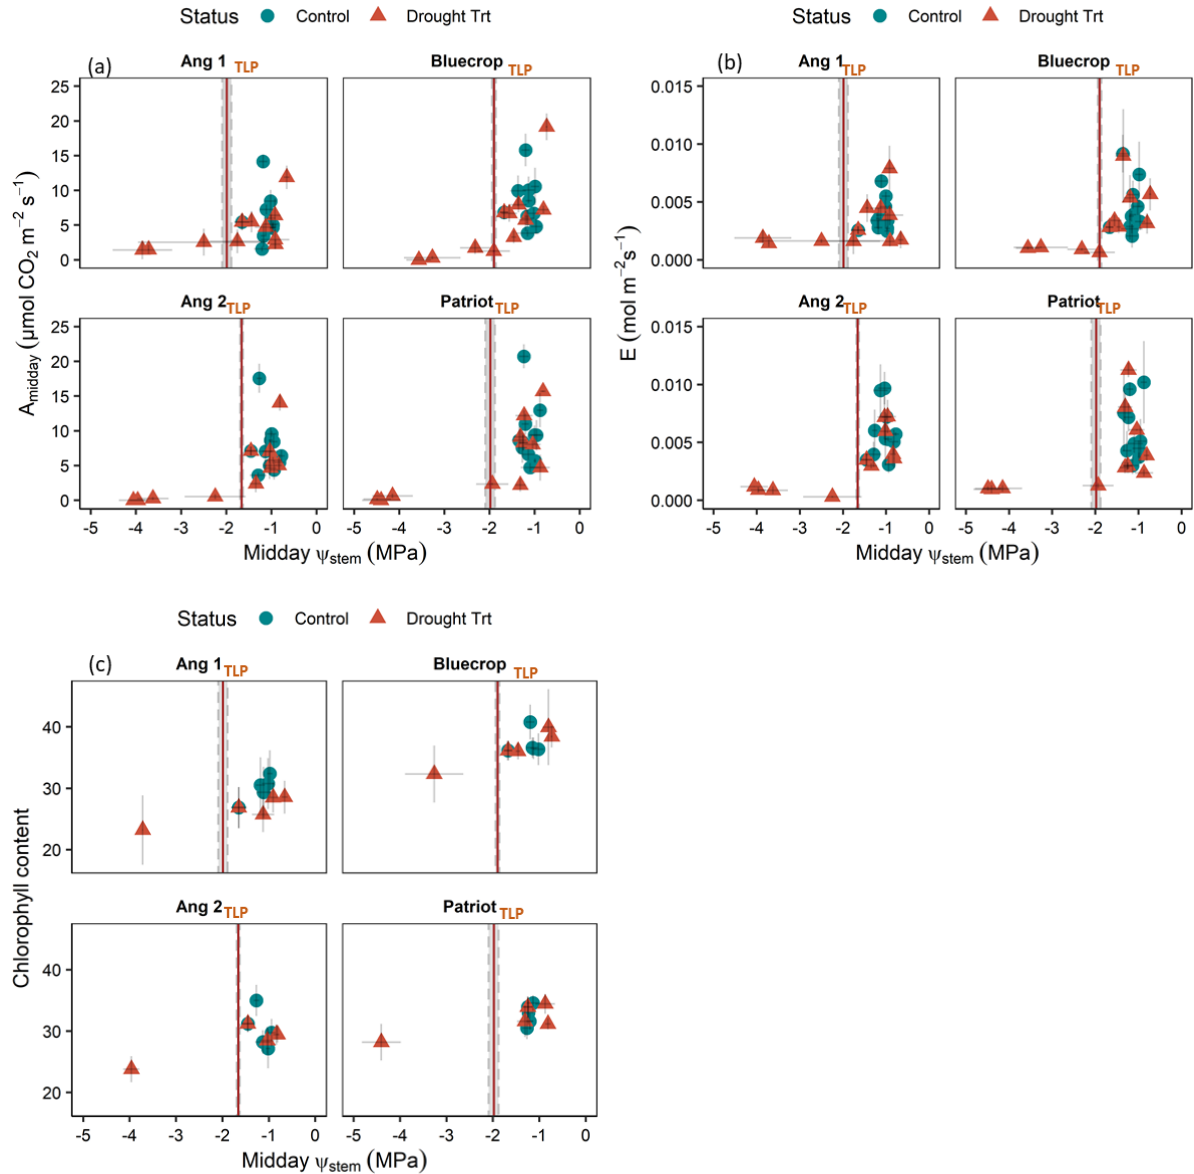 Status Control Drought Trt
(a) Ang 1 TLP Bluecrop TLP
25
20
15
10
5
0
Ang 2 TLP Patriot TLP
25
20
15
10
5
0
A_midday (μmol CO₂ m⁻² s⁻¹)
-5 -4 -3 -2 -1 0 -5 -4 -3 -2 -1 0
Midday ψ_stem (MPa)
Status Control Drought Trt
(b) Ang 1 TLP Bluecrop TLP
0.015
0.010
0.005
0.000
Ang 2 TLP Patriot TLP
0.015
0.010
0.005
0.000
E (mol m⁻² s⁻¹)
-5 -4 -3 -2 -1 0 -5 -4 -3 -2 -1 0
Midday ψ_stem (MPa)
Status Control Drought Trt
(c) Ang 1 TLP Bluecrop TLP
40
30
20
Ang 2 TLP Patriot TLP
40
30
20
Chlorophyll content
-5 -4 -3 -2 -1 0 -5 -4 -3 -2 -1 0
Midday ψ_stem (MPa)